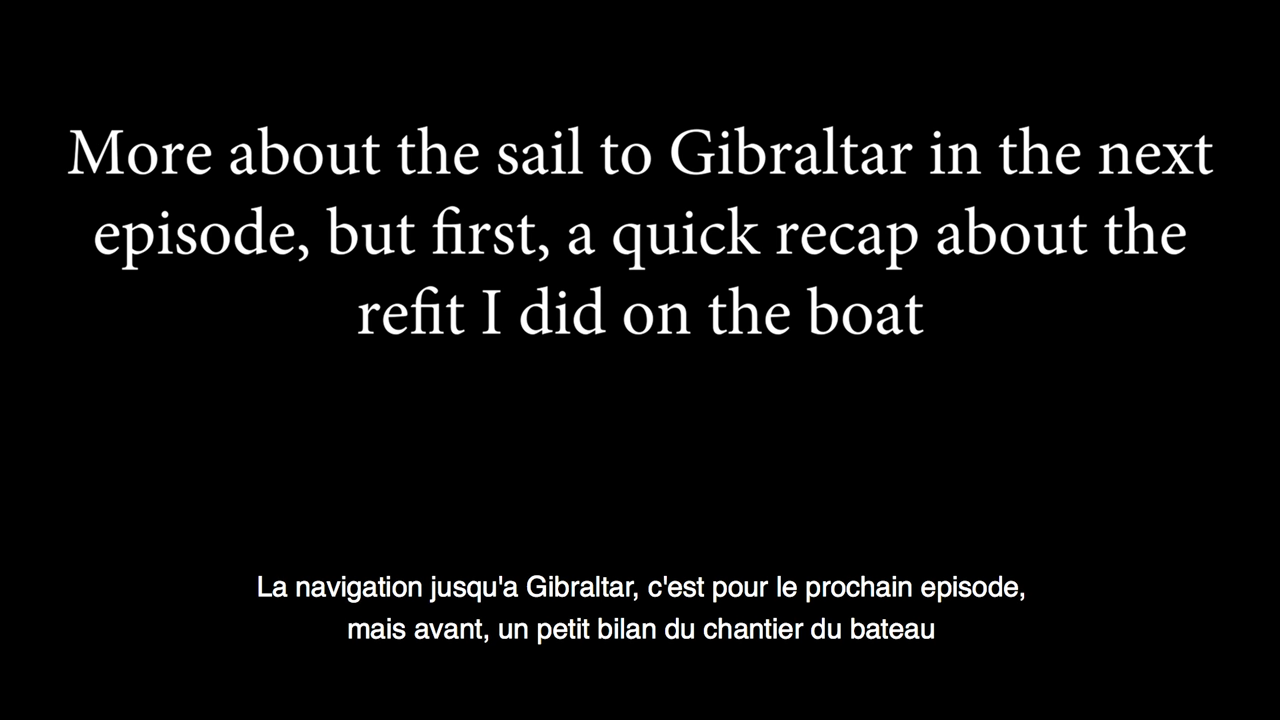 More about the sail to Gibraltar in the next
episode, but first, a quick recap about the
refit I did on the boat
La navigation jusqu'a Gibraltar, c'est pour le prochain episode,
mais avant, un petit bilan du chantier du bateau